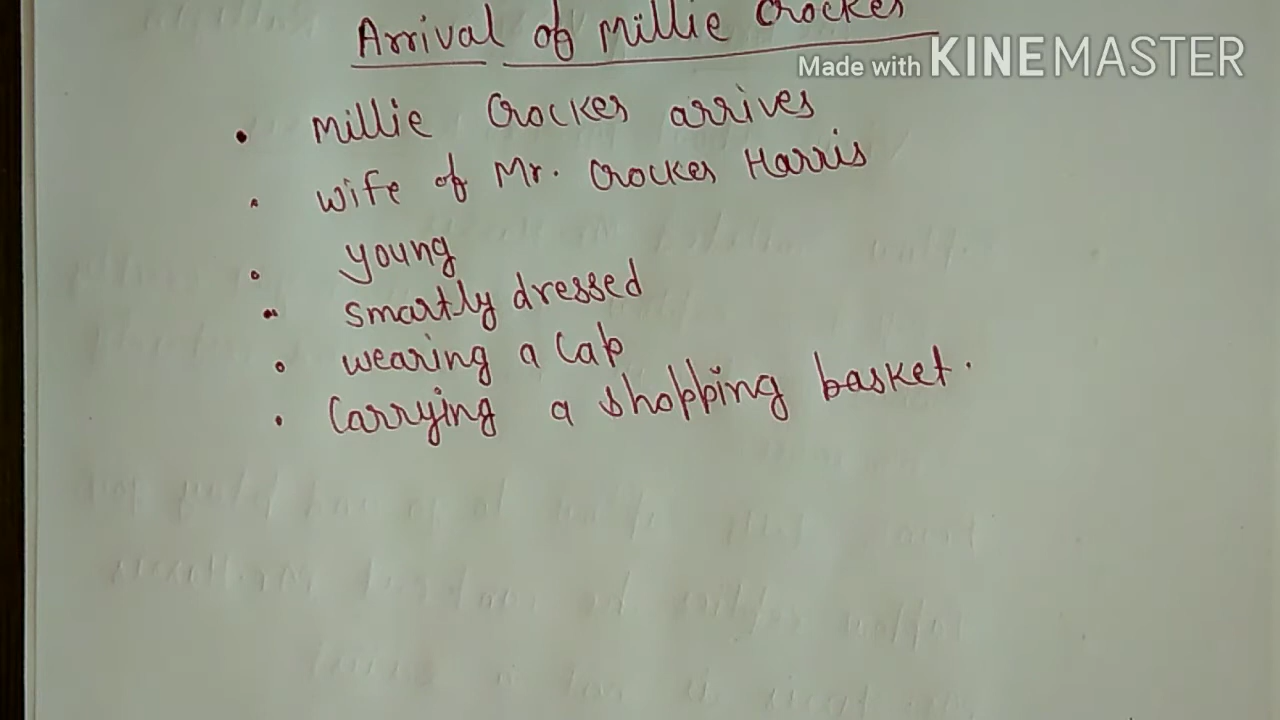 Arrival of Millie Crocker
Made with KINEMASTER
• Millie Crocker arrives
• wife of Mr. Crocker Harris
• young
• smartly dressed
• wearing a Cap
• Carrying a shopping basket.